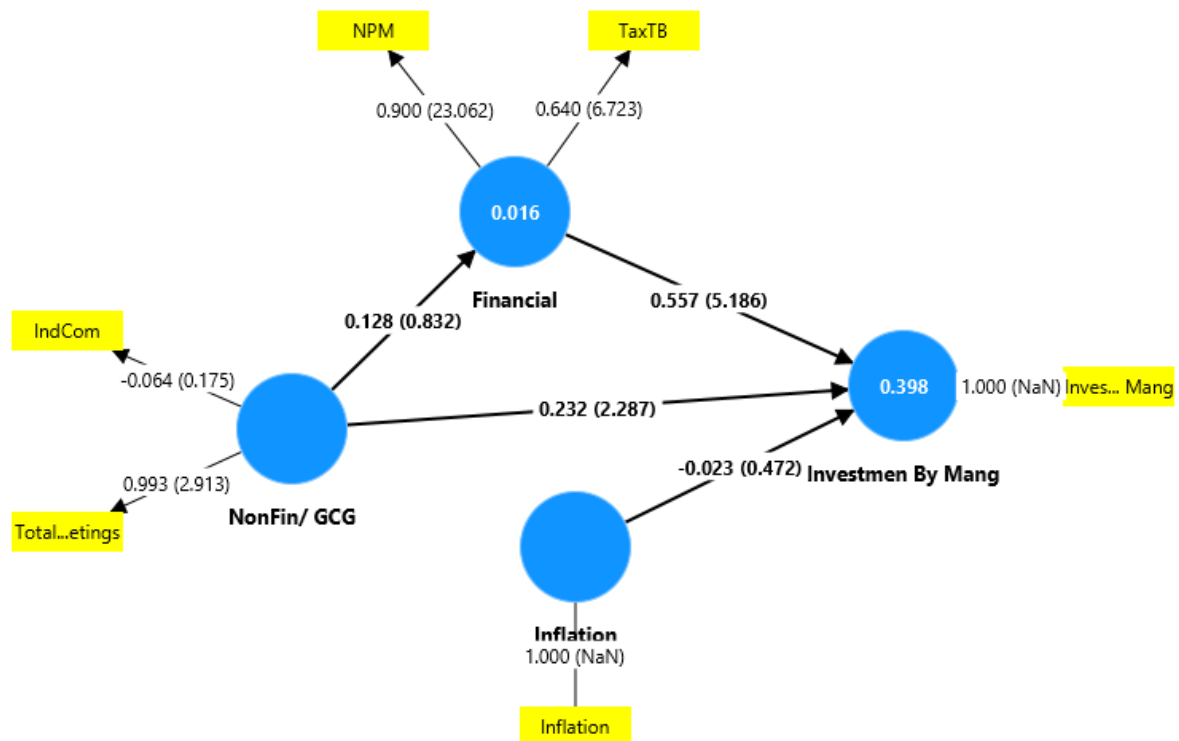 NPM
TaxTB
0.900 (23.062)
0.640 (6.723)
0.016
Financial
0.557 (5.186)
0.128 (0.832)
IndCom
-0.064 (0.175)
0.398
1.000 (NaN)
Inves... Mang
0.232 (2.287)
-0.023 (0.472)
Investmen By Mang
0.993 (2.913)
NonFin/ GCG
Total...etings
Inflation
1.000 (NaN)
Inflation